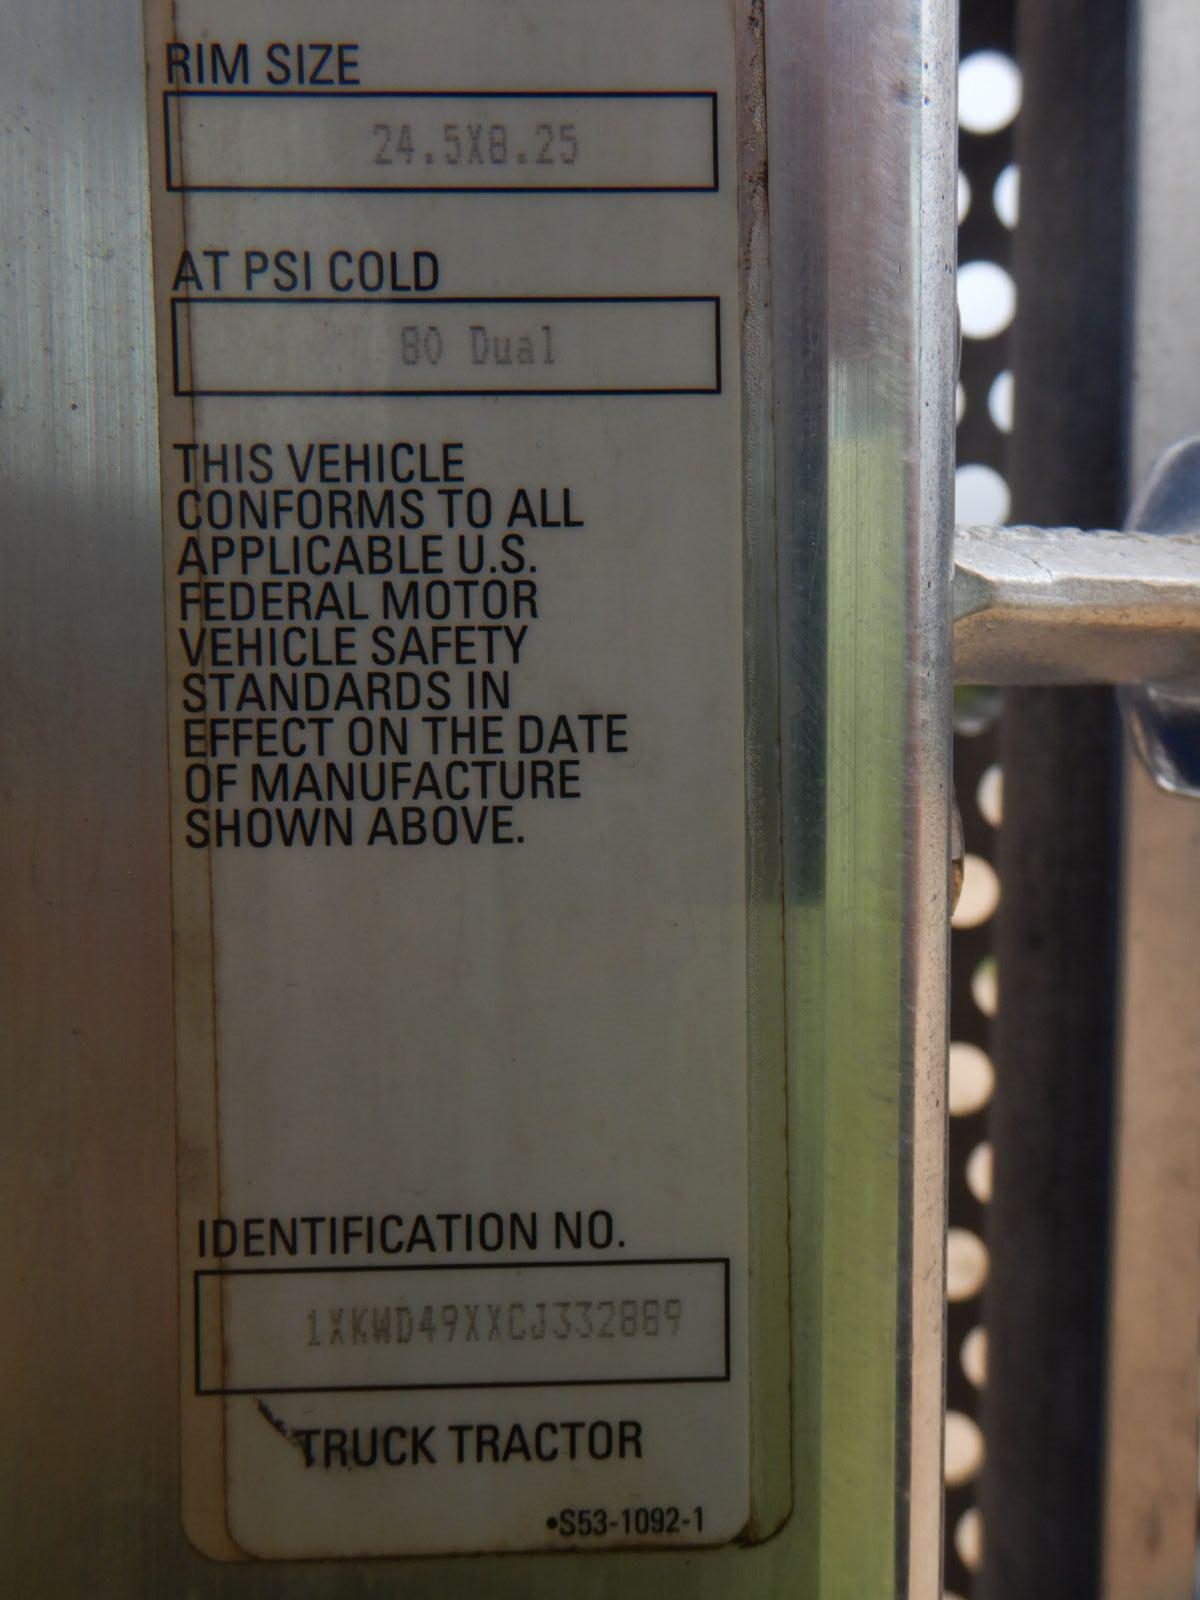 RIM SIZE
24.5X8.25
AT PSI COLD
80 Dual
THIS VEHICLE
CONFORMS TO ALL
APPLICABLE U.S.
FEDERAL MOTOR
VEHICLE SAFETY
STANDARDS IN
EFFECT ON THE DATE
OF MANUFACTURE
SHOWN ABOVE.
IDENTIFICATION NO.
1XKWD49XXCJ332889
TRUCK TRACTOR
•S53-1092-1